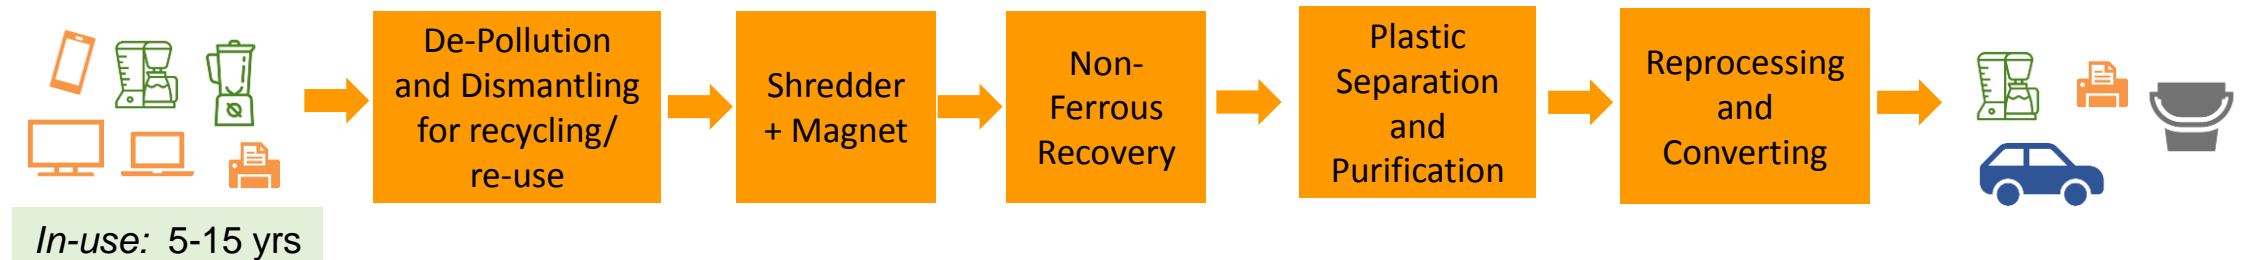 De-Pollution
and Dismantling
for recycling/
re-use
Shredder
+ Magnet
Non-
Ferrous
Recovery
Plastic
Separation
and
Purification
Reprocessing
and
Converting
In-use: 5-15 yrs